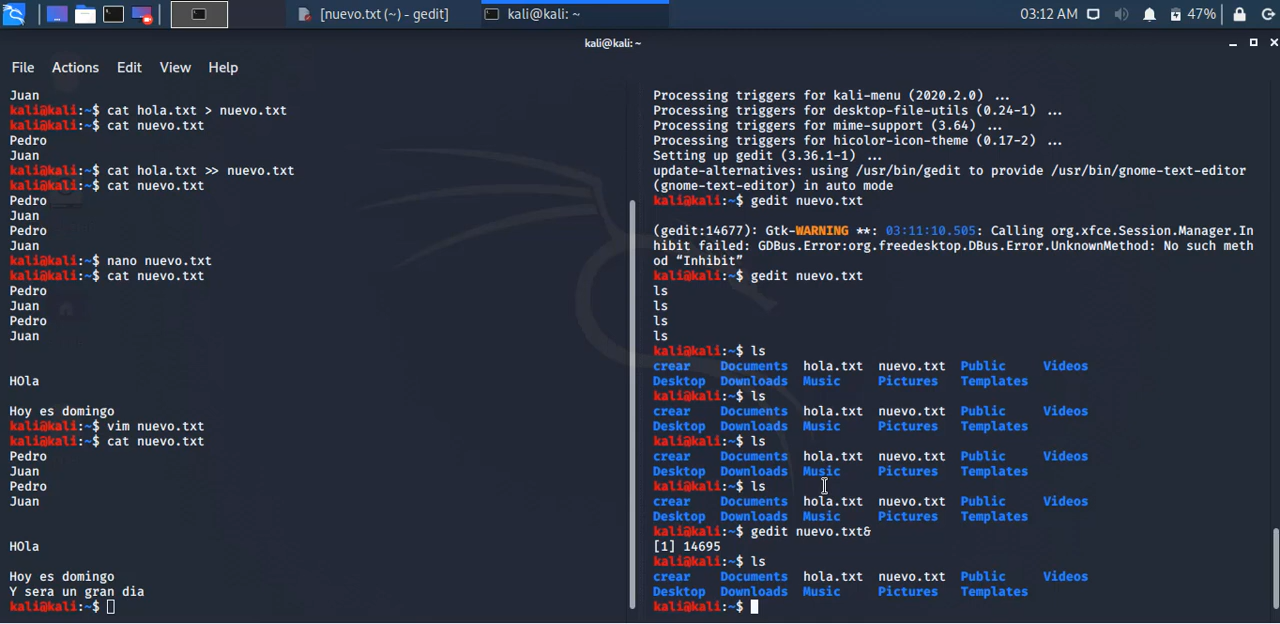 [nuevo.txt (~) - gedit]
kali@kali: ~
03:12 AM
47%
kali@kali: ~
File Actions Edit View Help
Juan
kali@kali:~$ cat hola.txt > nuevo.txt
kali@kali:~$ cat nuevo.txt
Pedro
Juan
kali@kali:~$ cat hola.txt >> nuevo.txt
kali@kali:~$ cat nuevo.txt
Pedro
Juan
Pedro
Juan
kali@kali:~$ nano nuevo.txt
kali@kali:~$ cat nuevo.txt
Pedro
Juan
Pedro
Juan
HOla
Hoy es domingo
kali@kali:~$ vim nuevo.txt
kali@kali:~$ cat nuevo.txt
Pedro
Juan
Pedro
Juan
HOla
Hoy es domingo
Y sera un gran dia
kali@kali:~$
Processing triggers for kali-menu (2020.2.0) ...
Processing triggers for desktop-file-utils (0.24-1) ...
Processing triggers for mime-support (3.64) ...
Processing triggers for hicolor-icon-theme (0.17-2) ...
Setting up gedit (3.36.1-1) ...
update-alternatives: using /usr/bin/gedit to provide /usr/bin/gnome-text-editor
(gnome-text-editor) in auto mode
kali@kali:~$ gedit nuevo.txt
(gedit:14677): Gtk-WARNING **: 03:11:10.505: Calling org.xfce.Session.Manager.In
hibit failed: GDBus.Error:org.freedesktop.DBus.Error.UnknownMethod: No such meth
od “Inhibit”
kali@kali:~$ gedit nuevo.txt
ls
ls
ls
ls
kali@kali:~$ ls
crear Documents hola.txt nuevo.txt Public Videos
Desktop Downloads Music Pictures Templates
kali@kali:~$ ls
crear Documents hola.txt nuevo.txt Public Videos
Desktop Downloads Music Pictures Templates
kali@kali:~$ ls
crear Documents hola.txt nuevo.txt Public Videos
Desktop Downloads Music Pictures Templates
kali@kali:~$ ls
crear Documents hola.txt nuevo.txt Public Videos
Desktop Downloads Music Pictures Templates
kali@kali:~$ gedit nuevo.txt&
[1] 14695
kali@kali:~$ ls
crear Documents hola.txt nuevo.txt Public Videos
Desktop Downloads Music Pictures Templates
kali@kali:~$